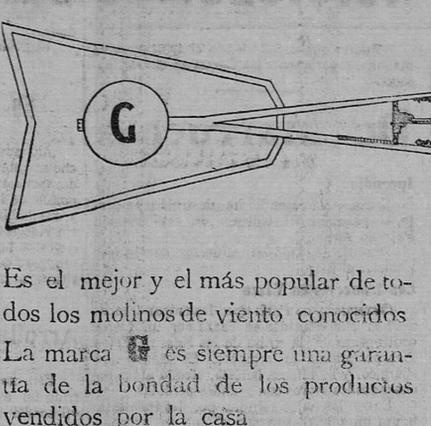 G
Es el mejor y el más popular de to-
dos los molinos de viento conocidos
La marca G es siempre una garan-
tía de la bondad de los productos
vendidos por la casa